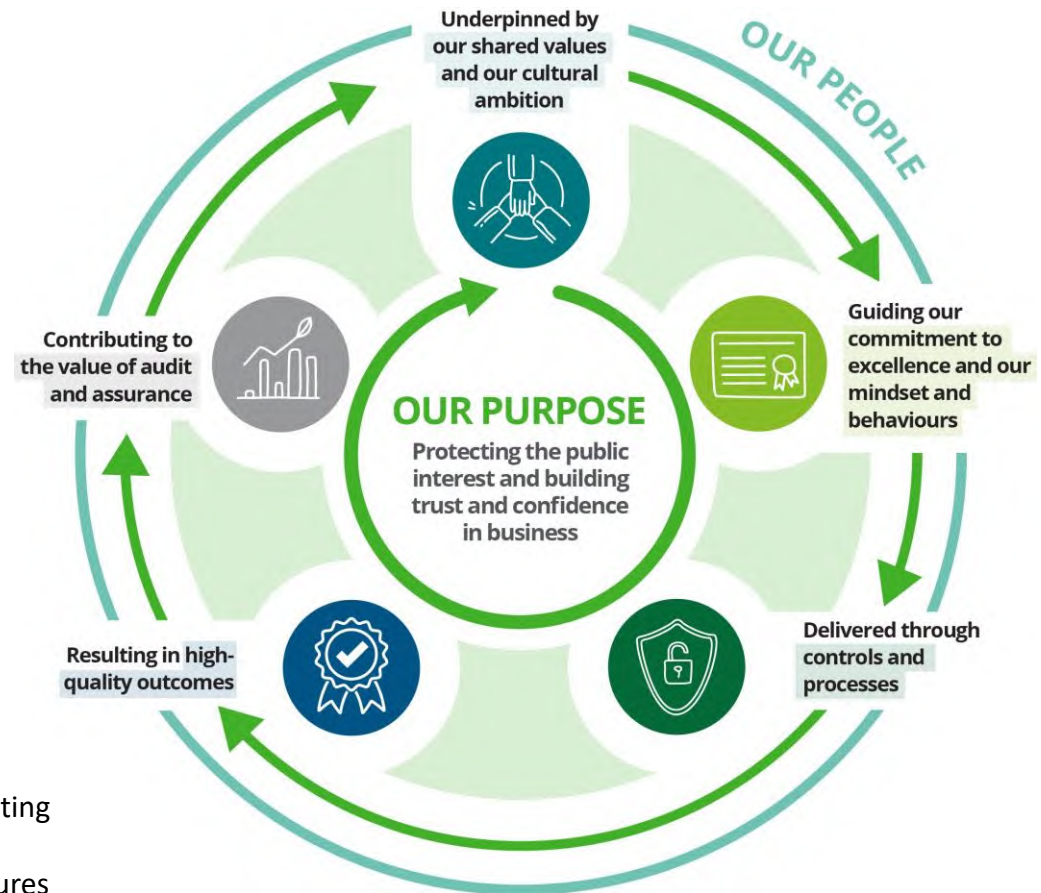 Underpinned by
our shared values
and our cultural
ambition
OUR PEOPLE
Guiding our
commitment to
excellence and our
mindset and
behaviours
Delivered through
controls and
processes
Resulting in high-
quality outcomes
Contributing to
the value of audit
and assurance
OUR PURPOSE
Protecting the public
interest and building
trust and confidence
in business
ting
ures